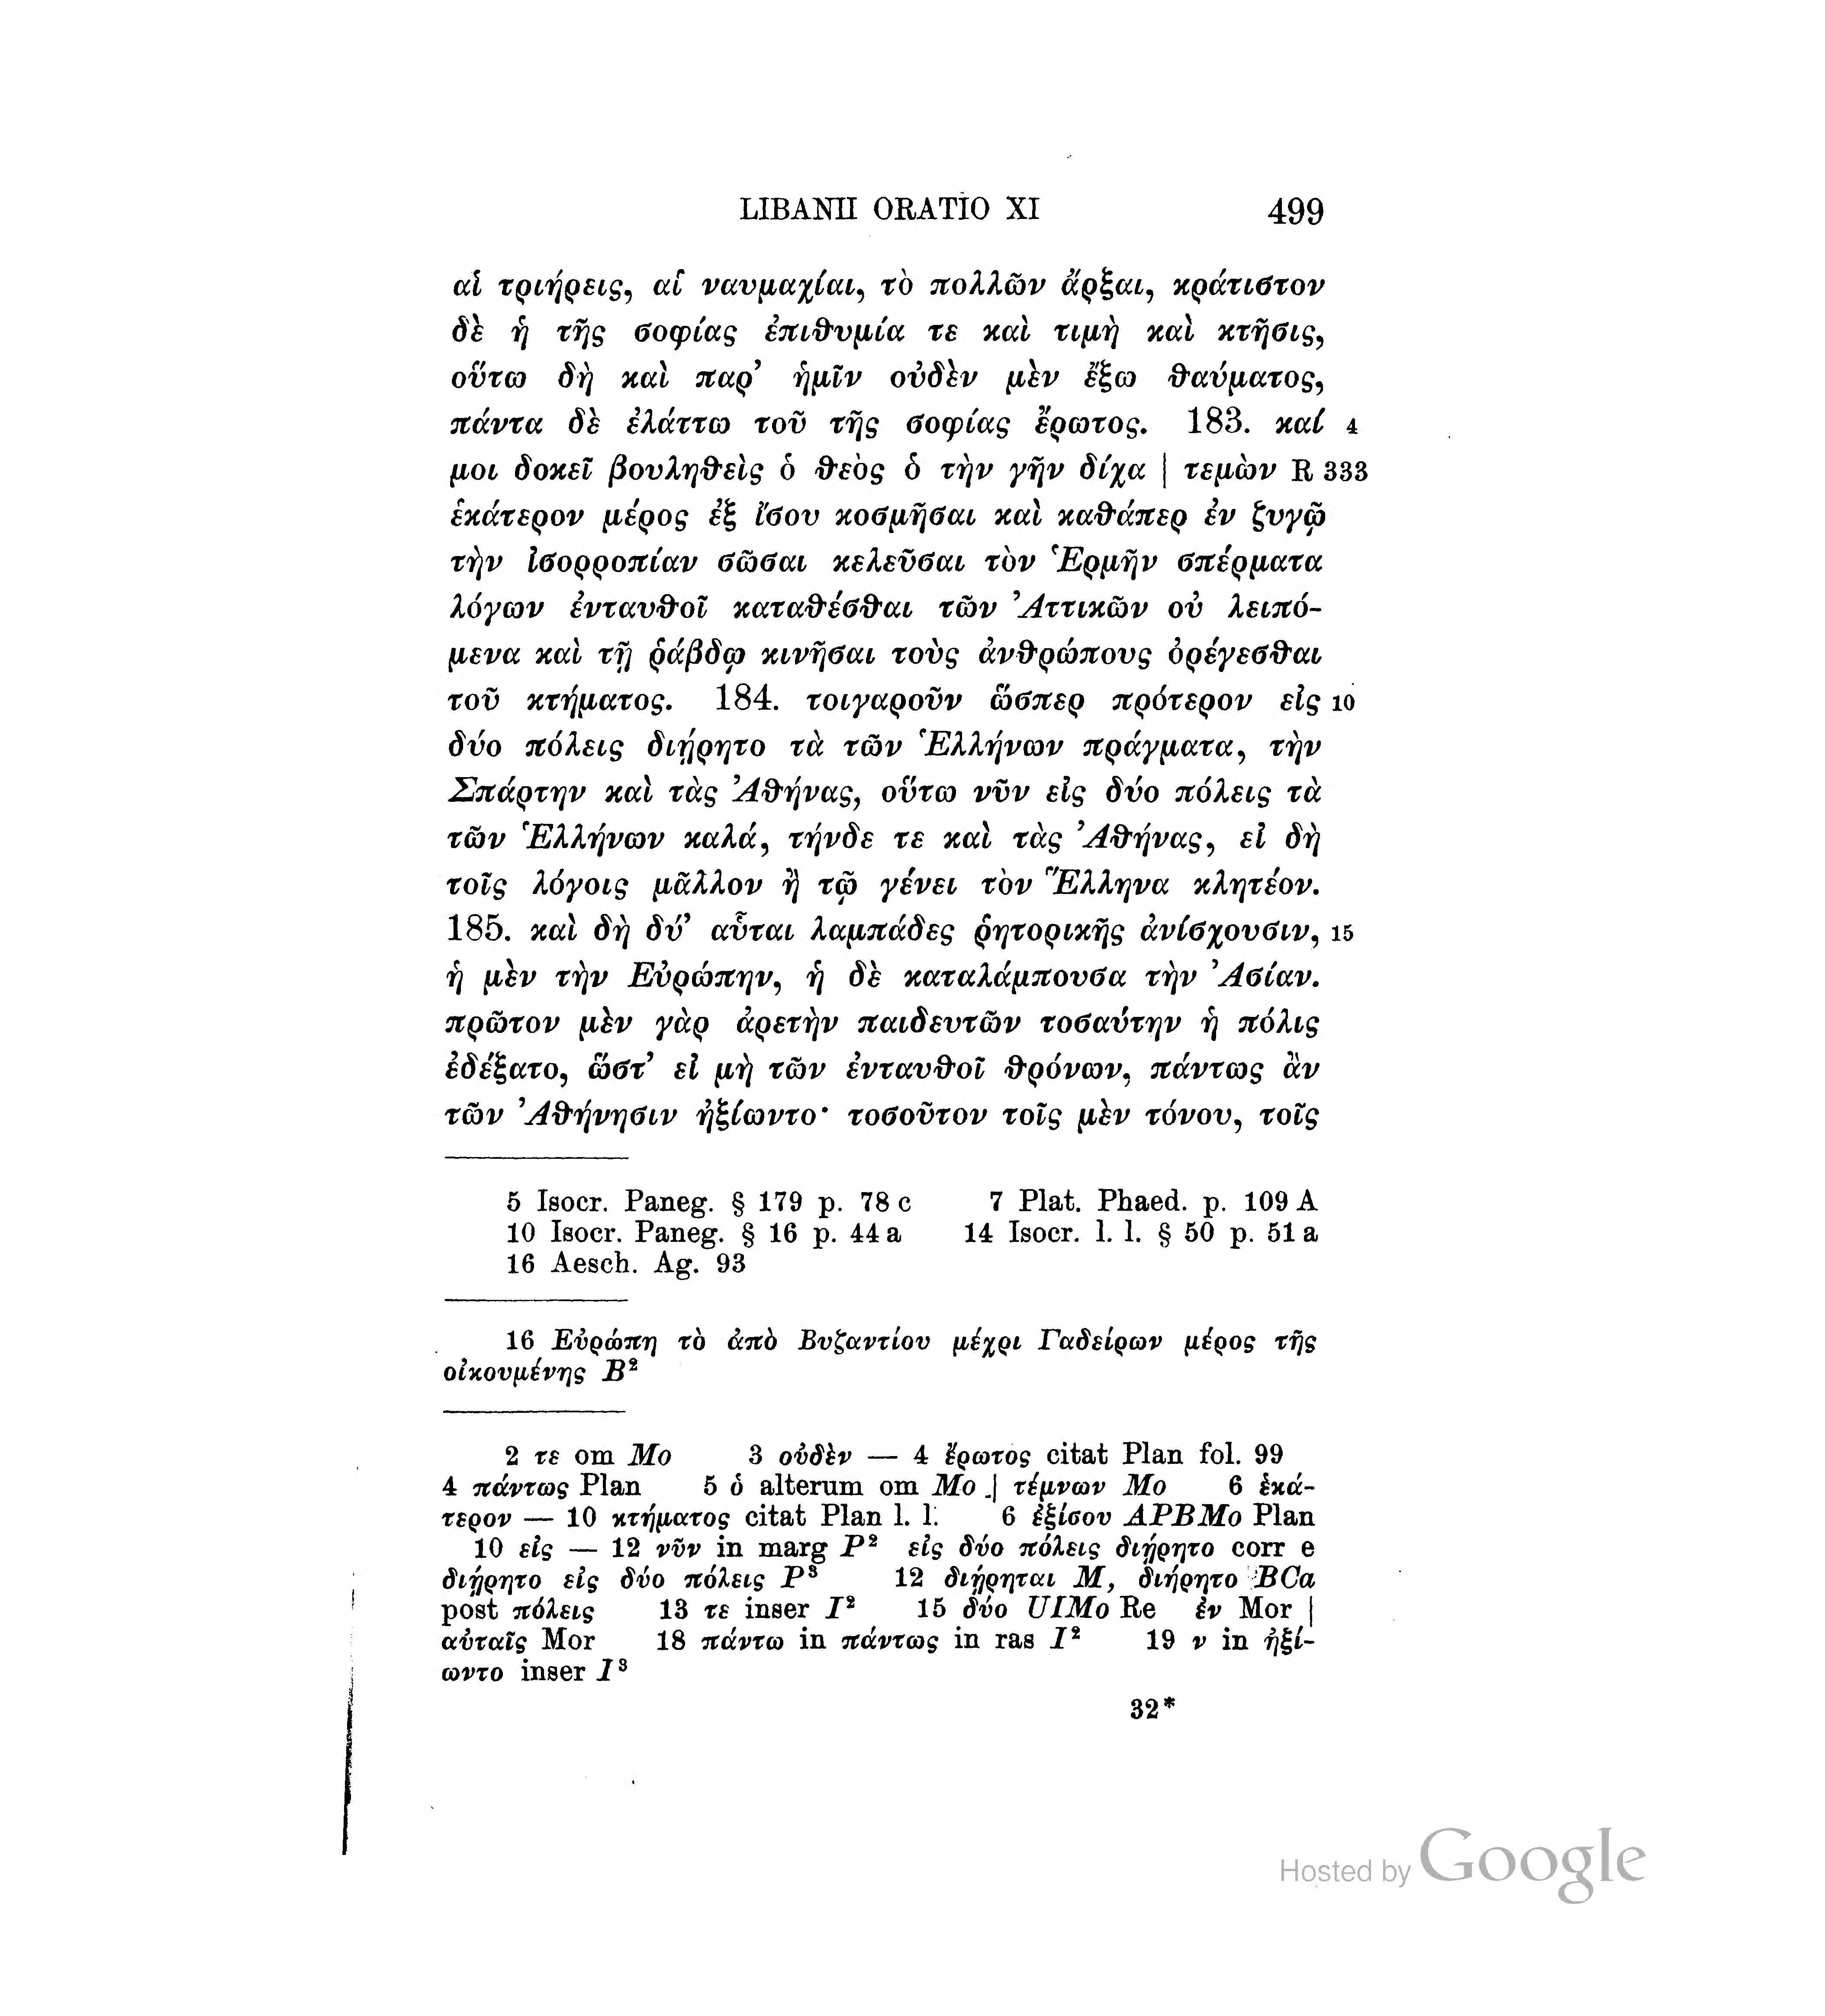 LIBANII ORATIO XI 499
αἱ τριήρεις, αἱ ναυμαχίαι, τὸ πολλῶν ἄρξαι, κράτιστον
δὲ ἡ τῆς σοφίας ἐπιθυμία τε καὶ τιμὴ καὶ κτῆσις,
οὕτω δὴ καὶ παρ’ ἡμῖν οὐδὲν μὲν ἔξω θαύματος,
πάντα δὲ ἐλάττω τοῦ τῆς σοφίας ἔρωτος. 183. καί 4
μοι δοκεῖ βουληθεὶς ὁ θεὸς ὁ τὴν γῆν δίχα | τεμὼν R 333
ἑκάτερον μέρος ἐξ ἴσου κοσμῆσαι καὶ καθάπερ ἐν ζυγῷ
τὴν ἰσορροπίαν σῶσαι κελεῦσαι τὸν Ἑρμῆν σπέρματα
λόγων ἐνταυθοῖ καταθέσθαι τῶν Ἀττικῶν οὐ λειπό-
μενα καὶ τῇ ῥάβδῳ κινῆσαι τοὺς ἀνθρώπους ὀρέγεσθαι
τοῦ κτήματος. 184. τοιγαροῦν ὥσπερ πρότερον εἰς 10
δύο πόλεις διῄρητο τὰ τῶν Ἑλλήνων πράγματα, τὴν
Σπάρτην καὶ τὰς Ἀθήνας, οὕτω νῦν εἰς δύο πόλεις τὰ
τῶν Ἑλλήνων καλά, τήνδε τε καὶ τὰς Ἀθήνας, εἰ δὴ
τοῖς λόγοις μᾶλλον ἢ τῷ γένει τὸν Ἕλληνα κλητέον.
185. καὶ δὴ δύ’ αὗται λαμπάδες ῥητορικῆς ἀνίσχουσιν, 15
ἡ μὲν τὴν Εὐρώπην, ἡ δὲ καταλάμπουσα τὴν Ἀσίαν.
πρῶτον μὲν γὰρ ἀρετὴν παιδευτῶν τοσαύτην ἡ πόλις
ἐδέξατο, ὥστ’ εἰ μὴ τῶν ἐνταυθοῖ θρόνων, πάντως ἂν
τῶν Ἀθήνησιν ἠξίωντο· τοσοῦτον τοῖς μὲν τόνου, τοῖς
5 Isocr. Paneg. § 179 p. 78 c 7 Plat. Phaed. p. 109 A
10 Isocr. Paneg. § 16 p. 44 a 14 Isocr. l. l. § 50 p. 51 a
16 Aesch. Ag. 93
16 Εὐρώπη τὸ ἀπὸ Βυζαντίου μέχρι Γαδείρων μέρος τῆς
οἰκουμένης B²
2 τε om Mo 3 οὐδὲν — 4 ἔρωτος citat Plan fol. 99
4 πάντως Plan 5 ὁ alterum om Mo | τέμνων Mo 6 ἑκά-
τερον — 10 κτήματος citat Plan l. l. 6 ἐξίσου APBMo Plan
10 εἰς — 12 νῦν in marg P² εἰς δύο πόλεις διῄρητο corr e
διῄρητο εἰς δύο πόλεις P³ 12 διῄρηται M, διήρητο BCa
post πόλεις 13 τε inser I² 15 δύο UIMo Re ἐν Mor |
αὐταῖς Mor 18 πάντω in πάντως in ras I² 19 ν in ἠξί-
ωντο inser I³
32*
Hosted by Google